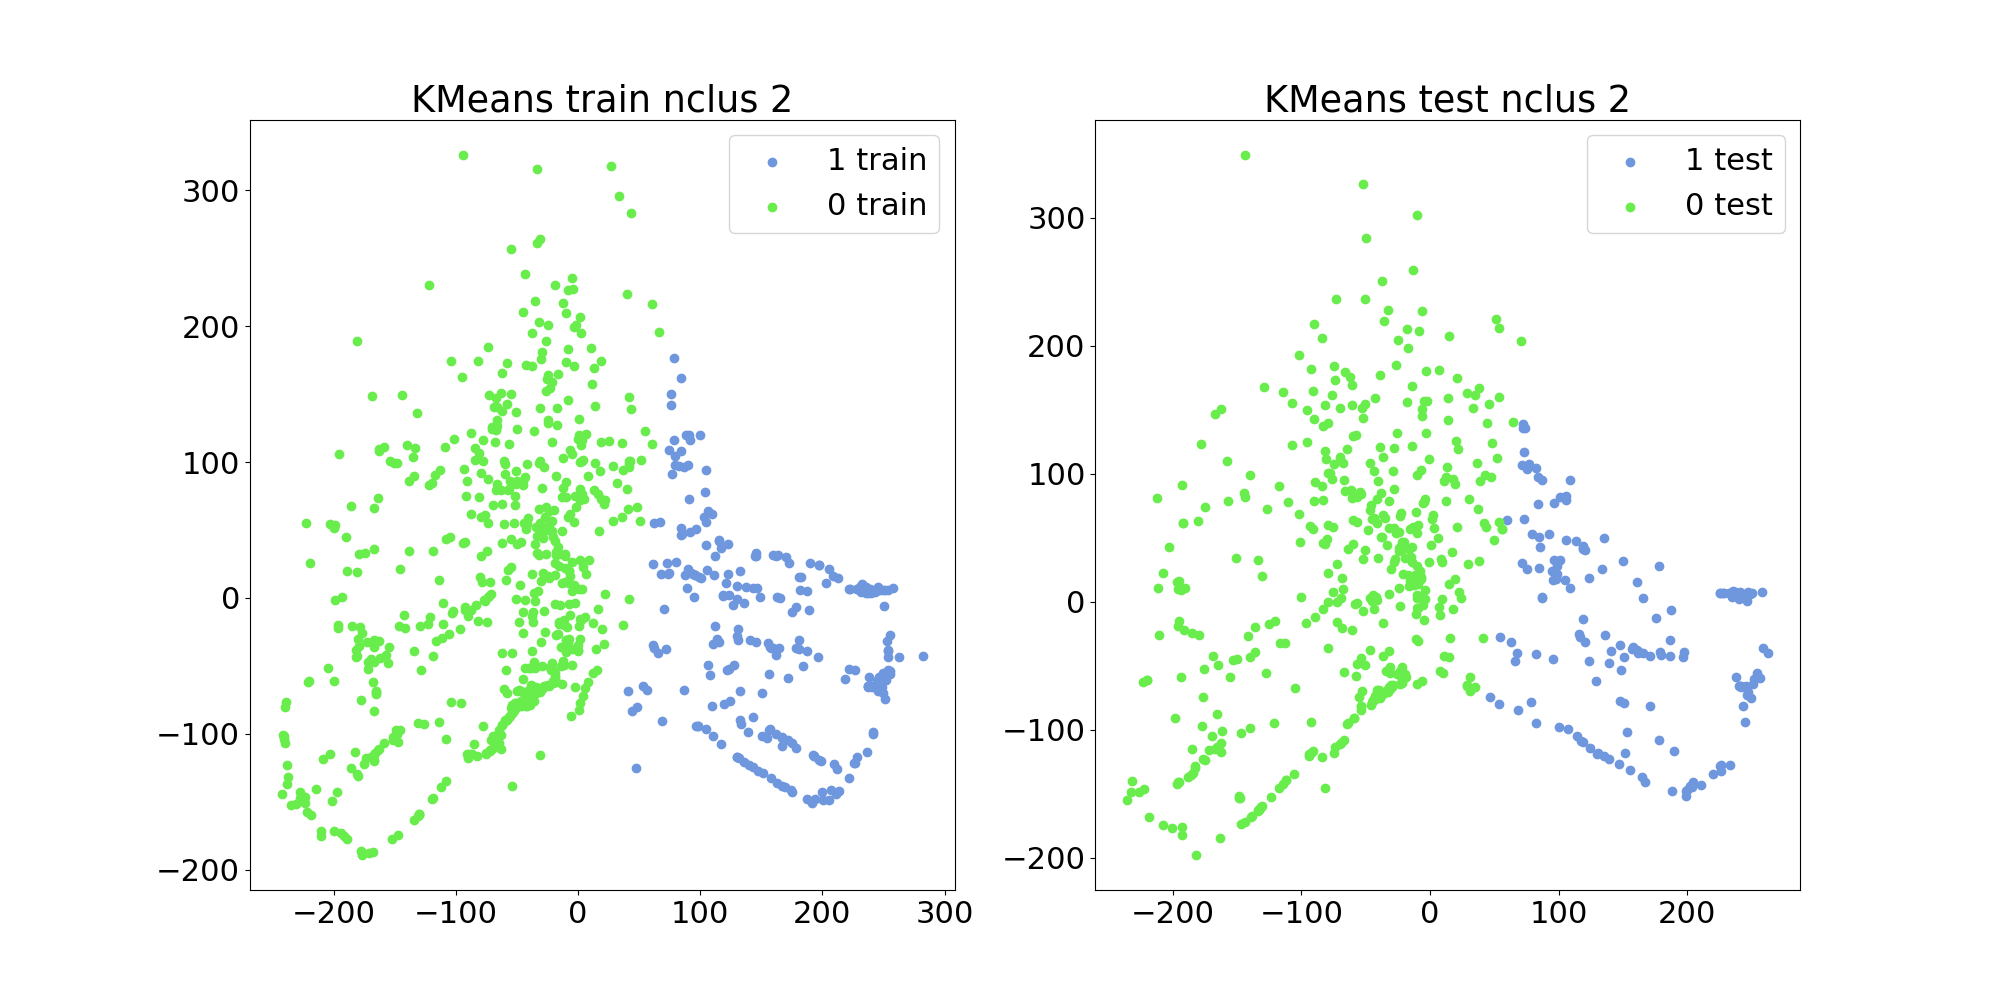 KMeans train nclus 2
1 train
0 train
300
200
100
0
−100
−200
−200 −100 0 100 200 300
KMeans test nclus 2
1 test
0 test
300
200
100
0
−100
−200
−200 −100 0 100 200